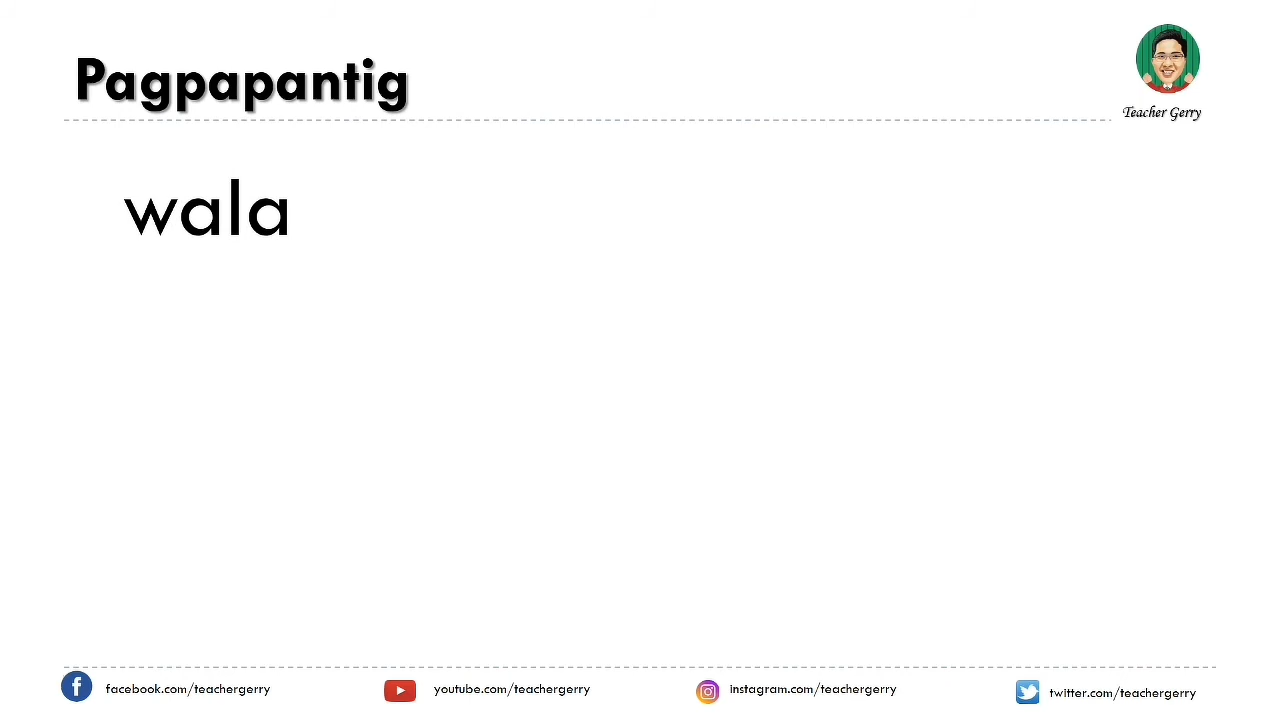 Pagpapantig
Teacher Gerry
wala
facebook.com/teachergerry
youtube.com/teachergerry
instagram.com/teachergerry
twitter.com/teachergerry